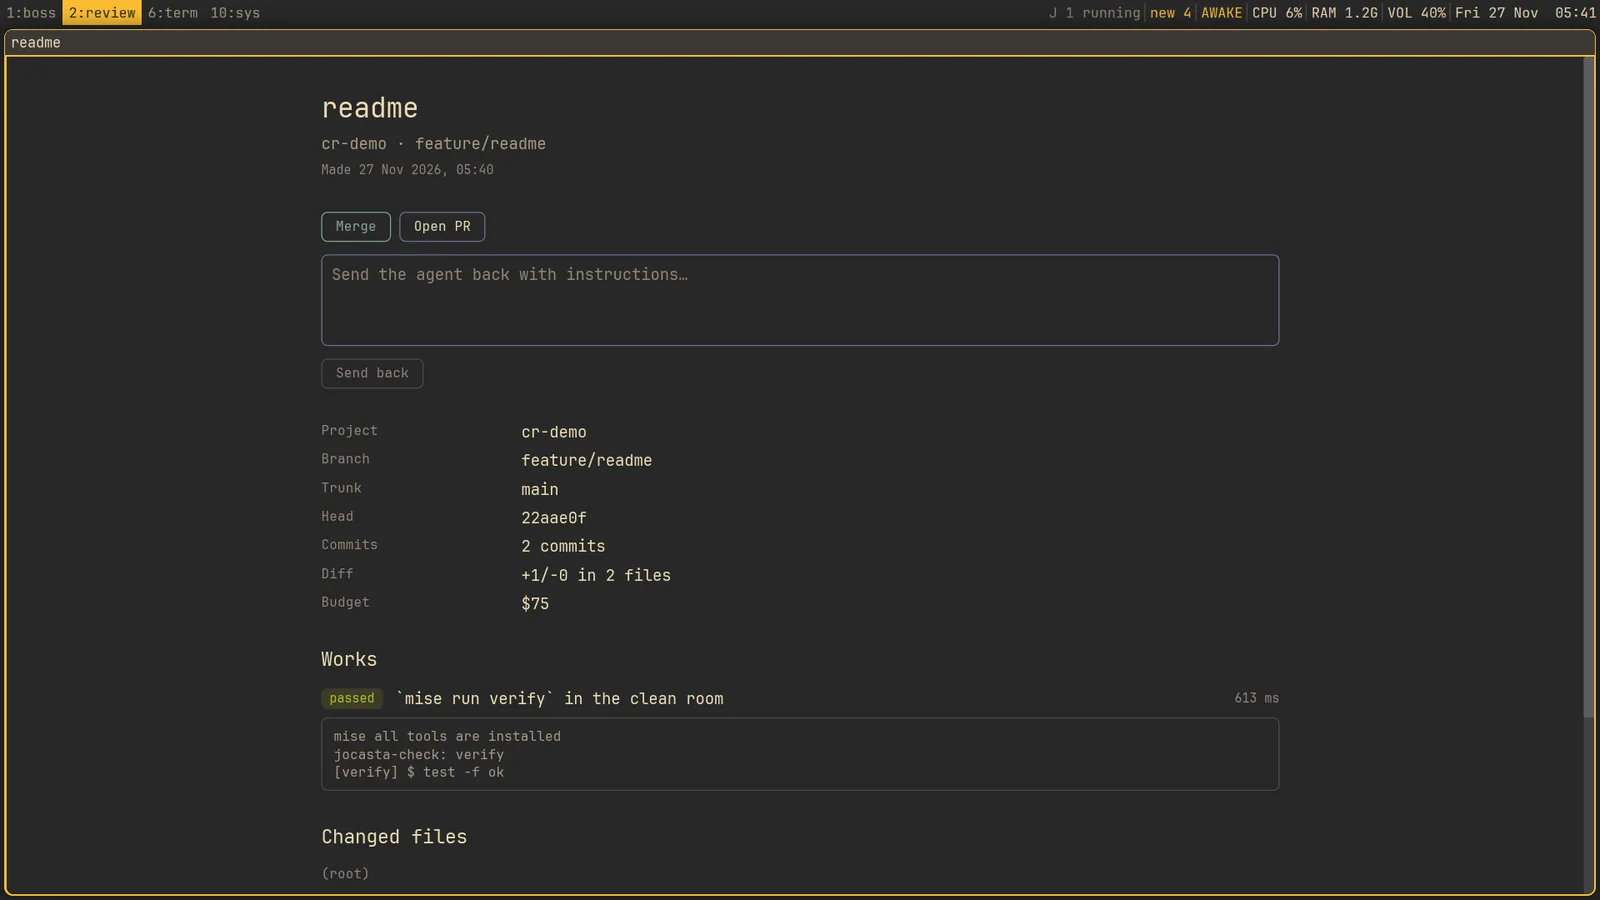 1:boss 2:review 6:term 10:sys J 1 running new 4 AWAKE CPU 6% RAM 1.2G VOL 40% Fri 27 Nov 05:41
readme
readme
cr-demo · feature/readme
Made 27 Nov 2026, 05:40
Merge Open PR
Send the agent back with instructions…
Send back
Project cr-demo
Branch feature/readme
Trunk main
Head 22aae0f
Commits 2 commits
Diff +1/-0 in 2 files
Budget $75
Works
passed `mise run verify` in the clean room 613 ms
mise all tools are installed
jocasta-check: verify
[verify] $ test -f ok
Changed files
(root)